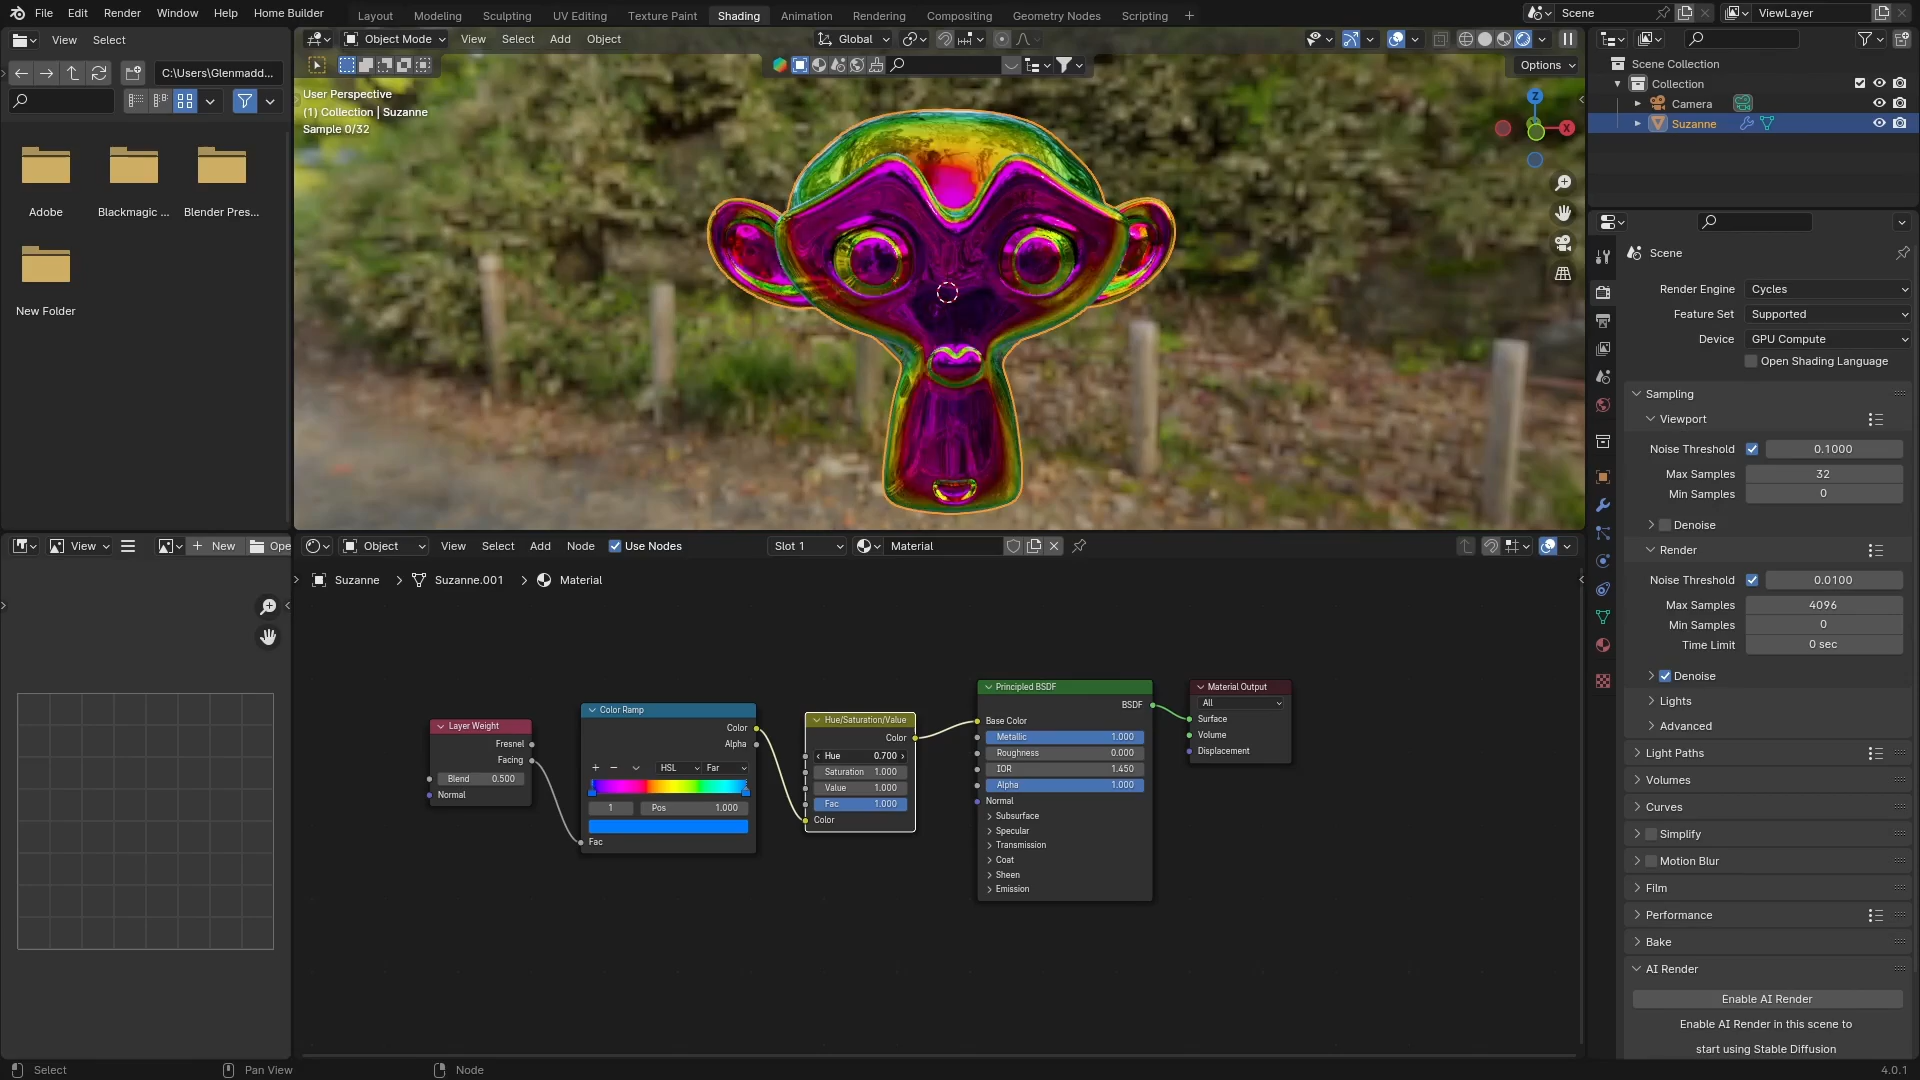 File Edit Render Window Help Home Builder
Layout Modeling Sculpting UV Editing Texture Paint Shading Animation Rendering Compositing Geometry Nodes Scripting
Scene
ViewLayer
View Select
C:\Users\Glenmadd...
Adobe
Blackmagic ...
Blender Pres...
New Folder
Object Mode View Select Add Object
Global
Options
User Perspective
(1) Collection | Suzanne
Sample 0/32
Z
X
Scene Collection
Collection
Camera
Suzanne
Scene
Render Engine Cycles
Feature Set Supported
Device GPU Compute
Open Shading Language
Sampling
Viewport
Noise Threshold 0.1000
Max Samples 32
Min Samples 0
Denoise
Render
Noise Threshold 0.0100
Max Samples 4096
Min Samples 0
Time Limit 0 sec
Denoise
Lights
Advanced
Light Paths
Volumes
Curves
Simplify
Motion Blur
Film
Performance
Bake
AI Render
Enable AI Render
Enable AI Render in this scene to
start using Stable Diffusion
View
New
Ope
Object View Select Add Node Use Nodes
Slot 1
Material
Suzanne > Suzanne.001 > Material
Layer Weight
Fresnel
Facing
Blend 0.500
Normal
Color Ramp
Color
Alpha
+ − HSL Far
1 Pos 1.000
Fac
Hue/Saturation/Value
Color
Hue 0.700
Saturation 1.000
Value 1.000
Fac 1.000
Color
Principled BSDF
BSDF
Base Color
Metallic 1.000
Roughness 0.000
IOR 1.450
Alpha 1.000
Normal
Subsurface
Specular
Transmission
Coat
Sheen
Emission
Material Output
All
Surface
Volume
Displacement
Select
Pan View
Node
4.0.1